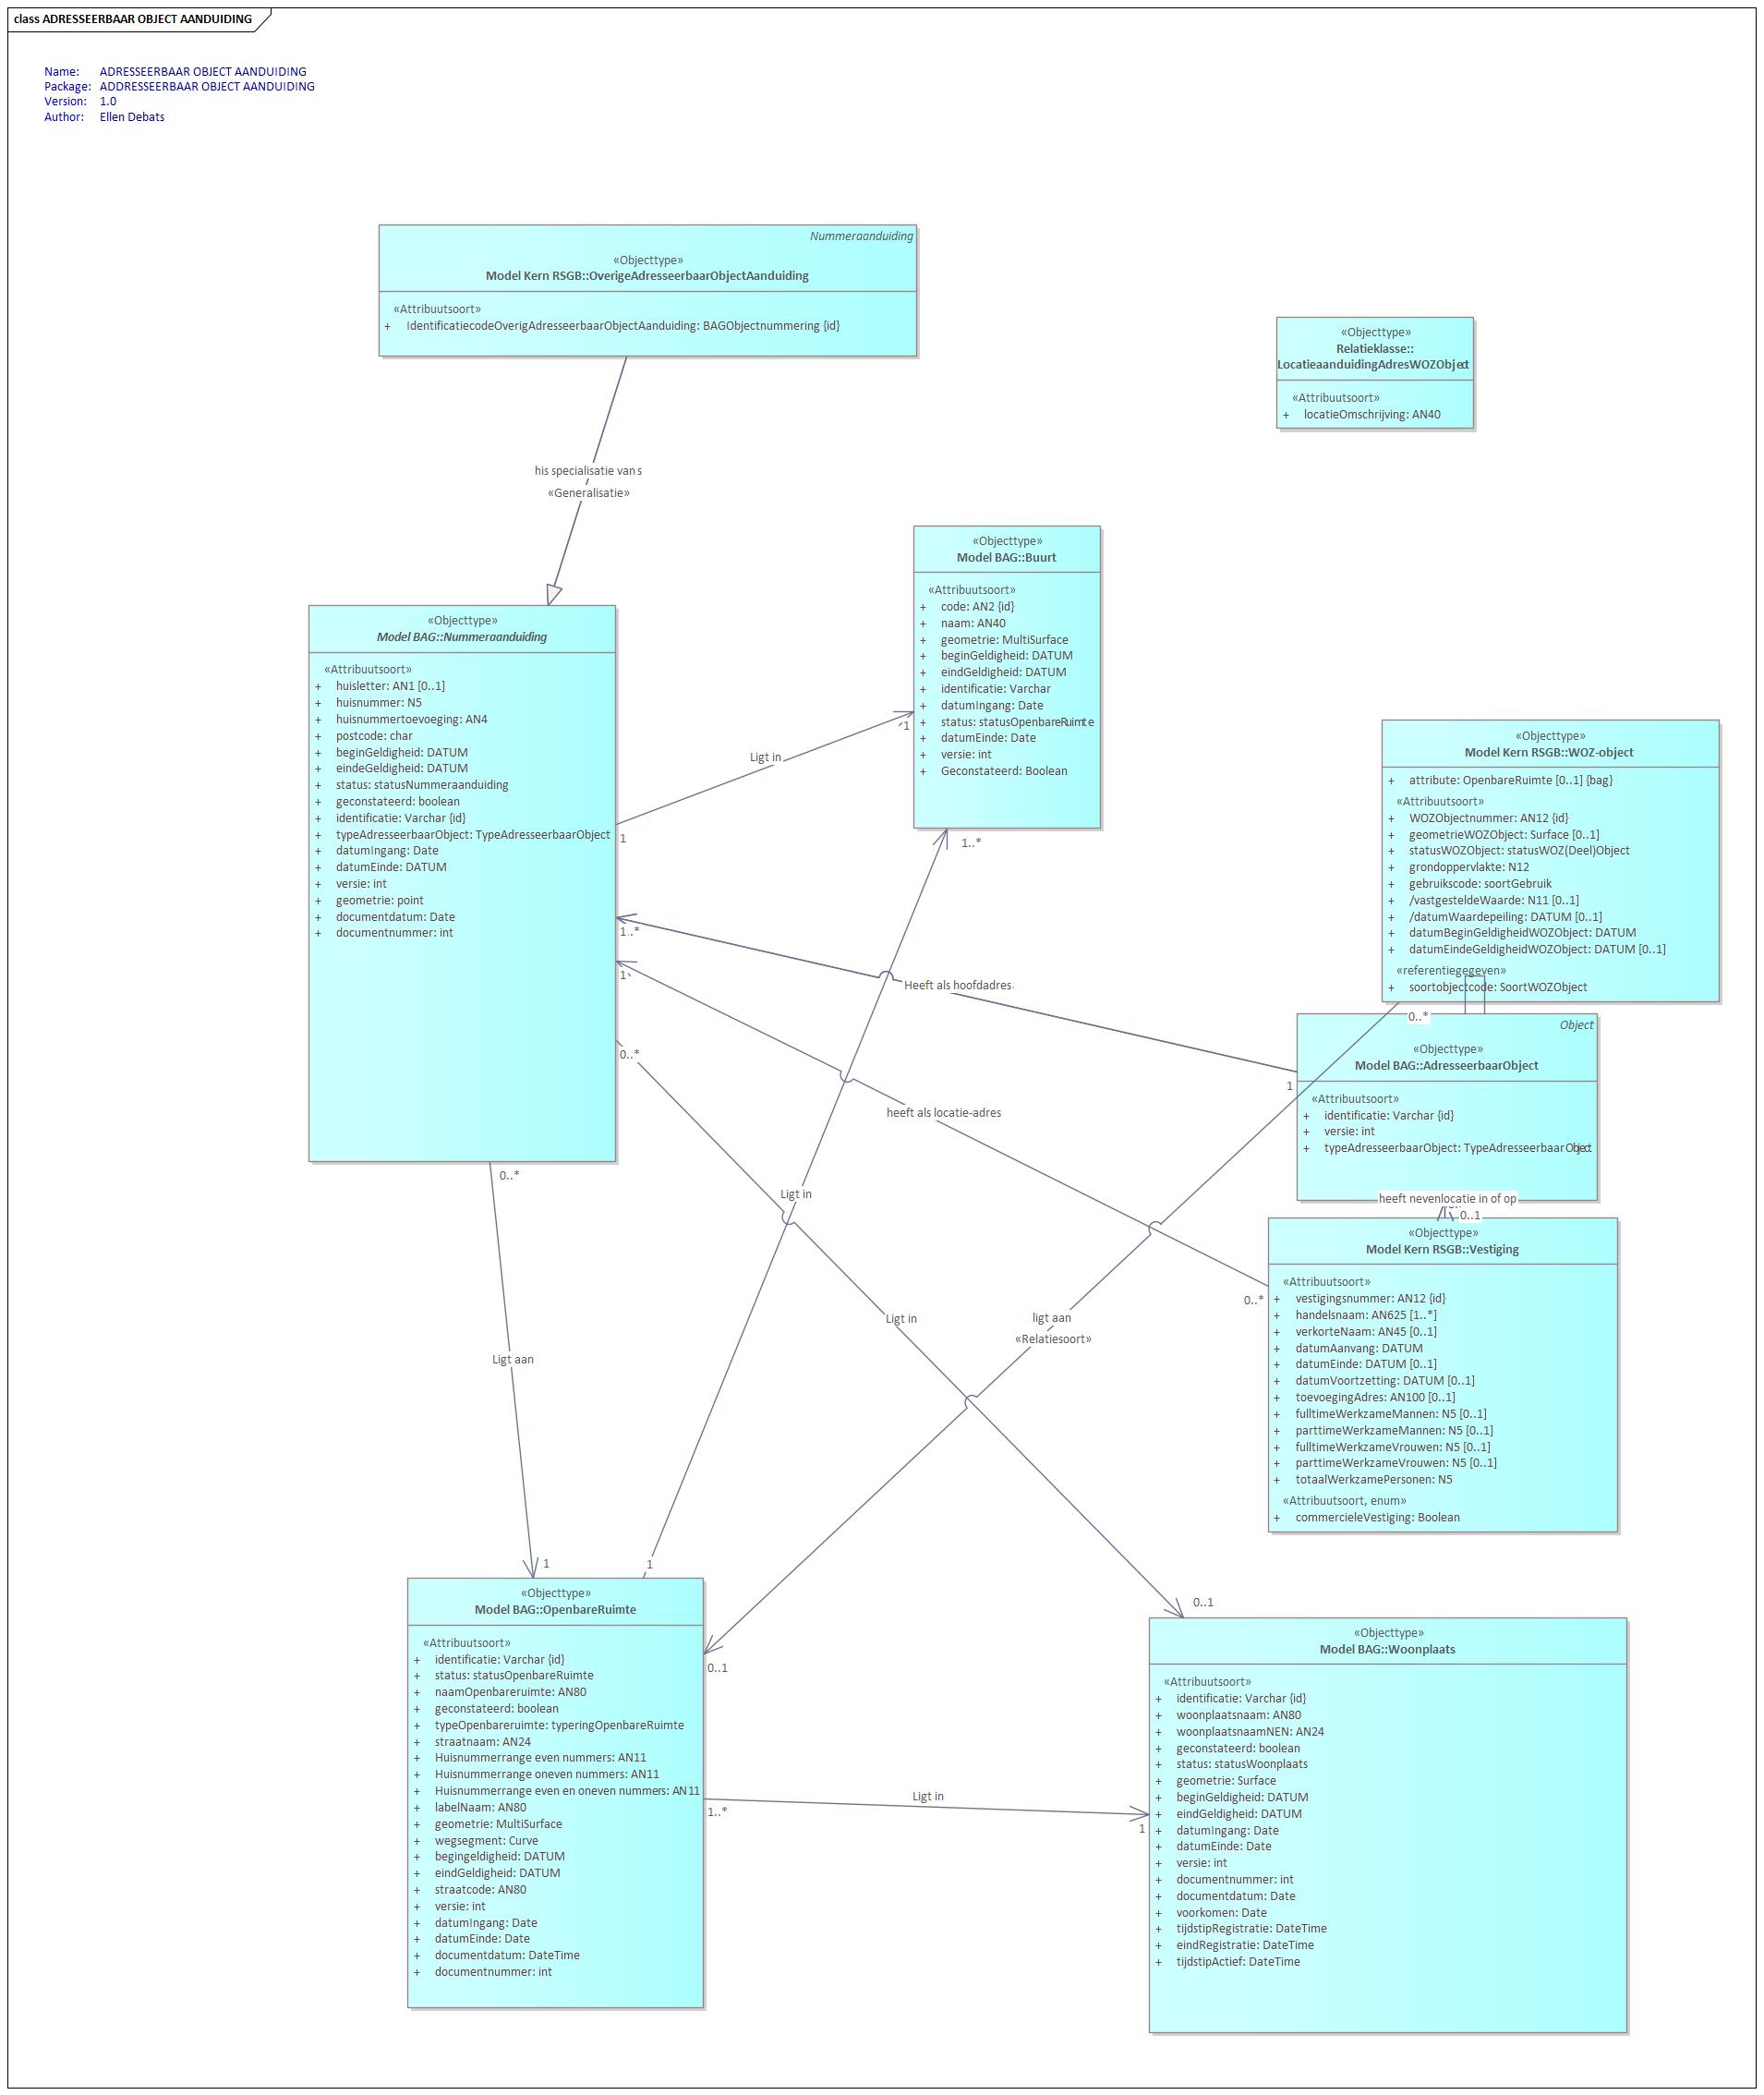 class ADRESSEERBAAR OBJECT AANDUIDING
Name: ADRESSEERBAAR OBJECT AANDUIDING
Package: ADDRESSEERBAAR OBJECT AANDUIDING
Version: 1.0
Author: Ellen Debats
Nummeraanduiding
«Objecttype»
Model Kern RSGB::OverigeAdresseerbaarObjectAanduiding
«Attribuutsoort»
+ IdentificatiecodeOverigAdresseerbaarObjectAanduiding: BAGObjectnummering {id}
«Objecttype»
Relatieklasse::
LocatieaanduidingAdresWOZObject
«Attribuutsoort»
+ locatieOmschrijving: AN40
his specialisatie van s
«Generalisatie»
«Objecttype»
Model BAG::Buurt
«Attribuutsoort»
+ code: AN2 {id}
+ naam: AN40
+ geometrie: MultiSurface
+ beginGeldigheid: DATUM
+ eindGeldigheid: DATUM
+ identificatie: Varchar
+ datumIngang: Date
+ status: statusOpenbareRuimte
+ datumEinde: Date
+ versie: int
+ Geconstateerd: Boolean
«Objecttype»
Model BAG::Nummeraanduiding
«Attribuutsoort»
+ huisletter: AN1 [0..1]
+ huisnummer: N5
+ huisnummertoevoeging: AN4
+ postcode: char
+ beginGeldigheid: DATUM
+ eindeGeldigheid: DATUM
+ status: statusNummeraanduiding
+ geconstateerd: boolean
+ identificatie: Varchar {id}
+ typeAdresseerbaarObject: TypeAdresseerbaarObject
+ datumIngang: Date
+ datumEinde: DATUM
+ versie: int
+ geometrie: point
+ documentdatum: Date
+ documentnummer: int
1
Ligt in
1
1..*
«Objecttype»
Model Kern RSGB::WOZ-object
+ attribute: OpenbareRuimte [0..1] {bag}
«Attribuutsoort»
+ WOZObjectnummer: AN12 {id}
+ geometrieWOZObject: Surface [0..1]
+ statusWOZObject: statusWOZ(Deel)Object
+ grondoppervlakte: N12
+ gebruikscode: soortGebruik
+ /vastgesteldeWaarde: N11 [0..1]
+ /datumWaardepeiling: DATUM [0..1]
+ datumBeginGeldigheidWOZObject: DATUM
+ datumEindeGeldigheidWOZObject: DATUM [0..1]
«referentiegegeven»
+ soortobjectcode: SoortWOZObject
0..*
1..*
Heeft als hoofdadres
1
1
0..*
heeft als locatie-adres
Object
«Objecttype»
Model BAG::AdresseerbaarObject
«Attribuutsoort»
+ identificatie: Varchar {id}
+ versie: int
+ typeAdresseerbaarObject: TypeAdresseerbaarObject
heeft nevenlocatie in of op
0..1
0..*
Ligt in
«Objecttype»
Model Kern RSGB::Vestiging
«Attribuutsoort»
+ vestigingsnummer: AN12 {id}
+ handelsnaam: AN625 [1..*]
+ verkorteNaam: AN45 [0..1]
+ datumAanvang: DATUM
+ datumEinde: DATUM [0..1]
+ datumVoortzetting: DATUM [0..1]
+ toevoegingAdres: AN100 [0..1]
+ fulltimeWerkzameMannen: N5 [0..1]
+ parttimeWerkzameMannen: N5 [0..1]
+ fulltimeWerkzameVrouwen: N5 [0..1]
+ parttimeWerkzameVrouwen: N5 [0..1]
+ totaalWerkzamePersonen: N5
«Attribuutsoort, enum»
+ commercieleVestiging: Boolean
0..*
Ligt in
ligt aan
«Relatiesoort»
Ligt aan
1
1
«Objecttype»
Model BAG::OpenbareRuimte
«Attribuutsoort»
+ identificatie: Varchar {id}
+ status: statusOpenbareRuimte
+ naamOpenbareruimte: AN80
+ geconstateerd: boolean
+ typeOpenbareruimte: typeringOpenbareRuimte
+ straatnaam: AN24
+ Huisnummerrange even nummers: AN11
+ Huisnummerrange oneven nummers: AN11
+ Huisnummerrange even en oneven nummers: AN11
+ labelNaam: AN80
+ geometrie: MultiSurface
+ wegsegment: Curve
+ begingeldigheid: DATUM
+ eindGeldigheid: DATUM
+ straatcode: AN80
+ versie: int
+ datumIngang: Date
+ datumEinde: Date
+ documentdatum: DateTime
+ documentnummer: int
0..1
1..*
Ligt in
1
0..1
«Objecttype»
Model BAG::Woonplaats
«Attribuutsoort»
+ identificatie: Varchar {id}
+ woonplaatsnaam: AN80
+ woonplaatsnaamNEN: AN24
+ geconstateerd: boolean
+ status: statusWoonplaats
+ geometrie: Surface
+ beginGeldigheid: DATUM
+ eindGeldigheid: DATUM
+ datumIngang: Date
+ datumEinde: Date
+ versie: int
+ documentnummer: int
+ documentdatum: Date
+ voorkomen: Date
+ tijdstipRegistratie: DateTime
+ eindRegistratie: DateTime
+ tijdstipActief: DateTime